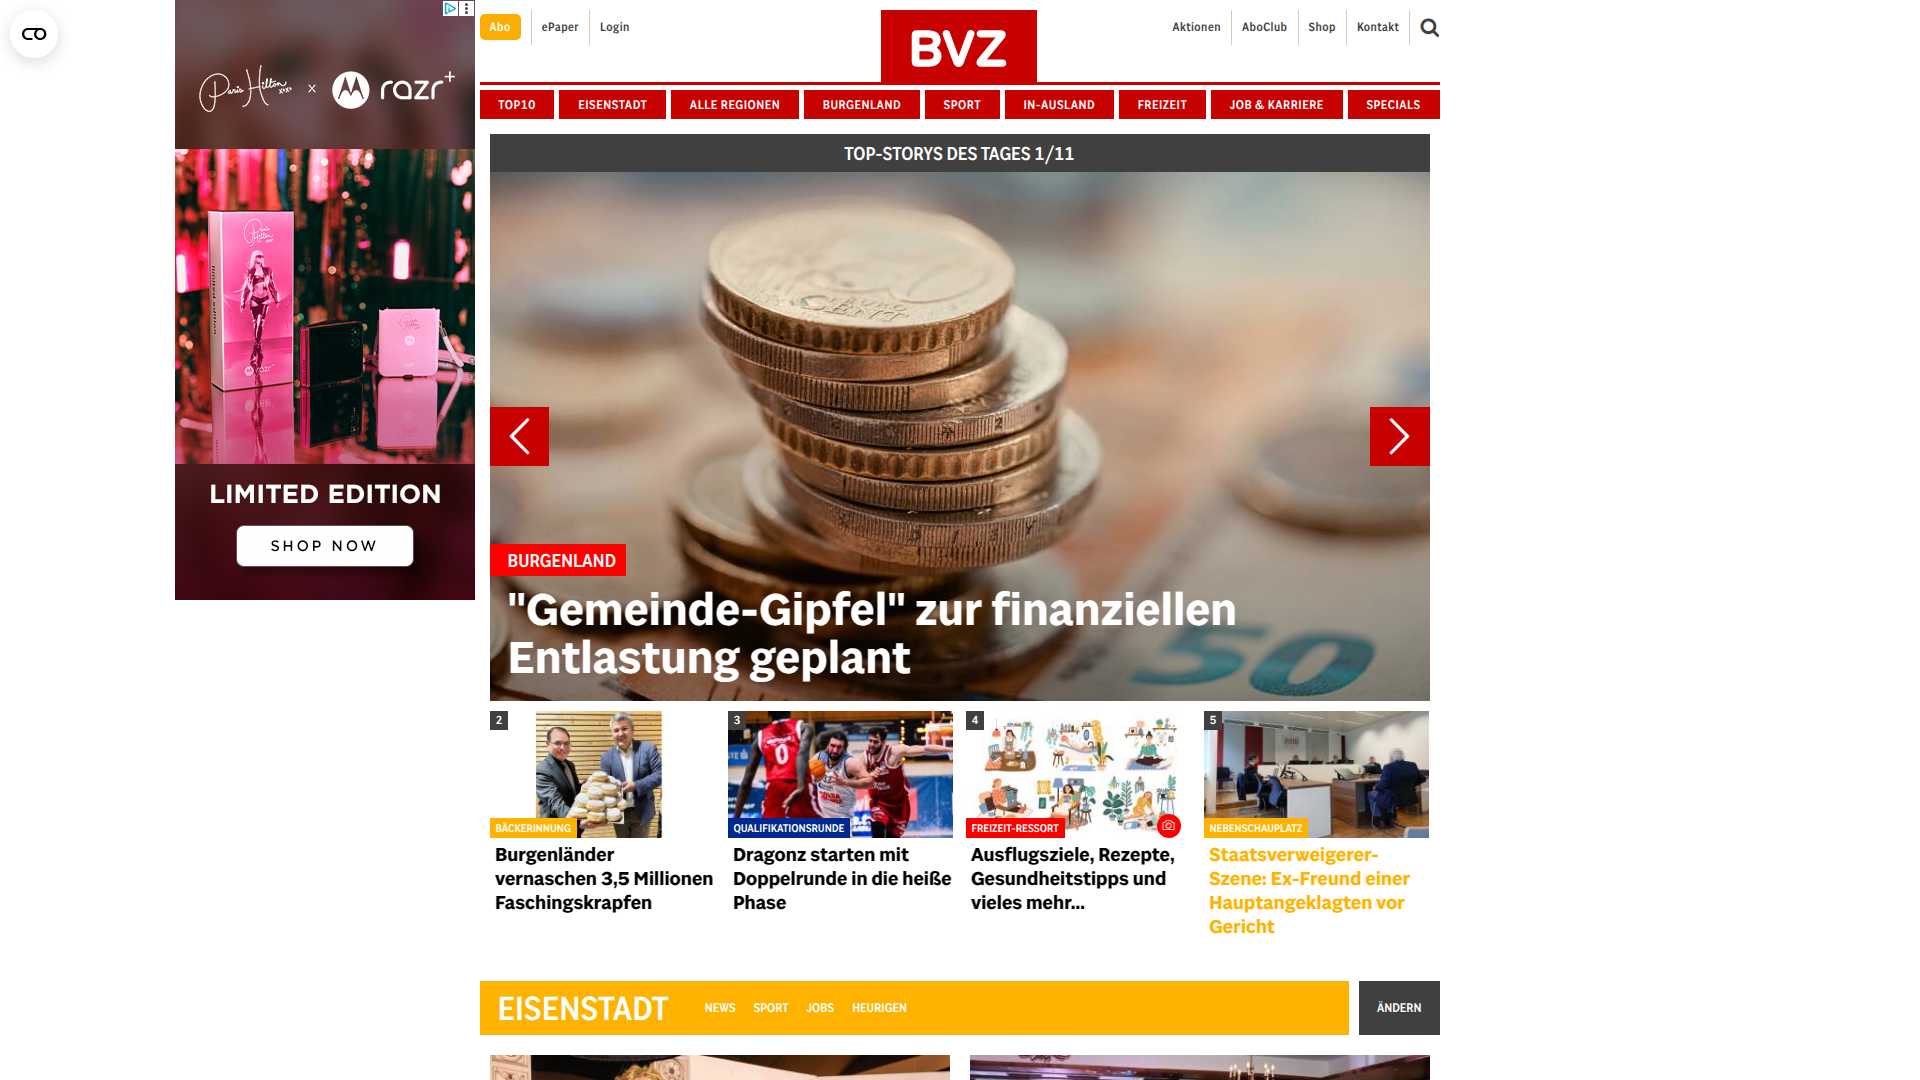 Abo
ePaper
Login
BVZ
Aktionen
AboClub
Shop
Kontakt
TOP10
EISENSTADT
ALLE REGIONEN
BURGENLAND
SPORT
IN-AUSLAND
FREIZEIT
JOB & KARRIERE
SPECIALS
Paris Hilton x razr+
LIMITED EDITION
SHOP NOW
TOP-STORYS DES TAGES 1/11
BURGENLAND
"Gemeinde-Gipfel" zur finanziellen
Entlastung geplant
50
2
BÄCKERINNUNG
Burgenländer
vernaschen 3,5 Millionen
Faschingskrapfen
3
QUALIFIKATIONSRUNDE
Dragonz starten mit
Doppelrunde in die heiße
Phase
4
FREIZEIT-RESSORT
Ausflugsziele, Rezepte,
Gesundheitstipps und
vieles mehr...
5
NEBENSCHAUPLATZ
Staatsverweigerer-
Szene: Ex-Freund einer
Hauptangeklagten vor
Gericht
EISENSTADT
NEWS
SPORT
JOBS
HEURIGEN
ÄNDERN